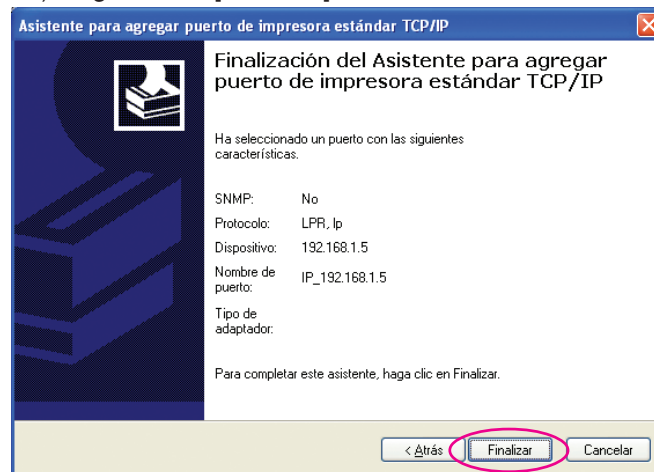 Asistente para agregar puerto de impresora estándar TCP/IP
Finalización del Asistente para agregar
puerto de impresora estándar TCP/IP
Ha seleccionado un puerto con las siguientes
características.
SNMP: No
Protocolo: LPR, lp
Dispositivo: 192.168.1.5
Nombre de
puerto: IP_192.168.1.5
Tipo de
adaptador:
Para completar este asistente, haga clic en Finalizar.
< Atrás Finalizar Cancelar